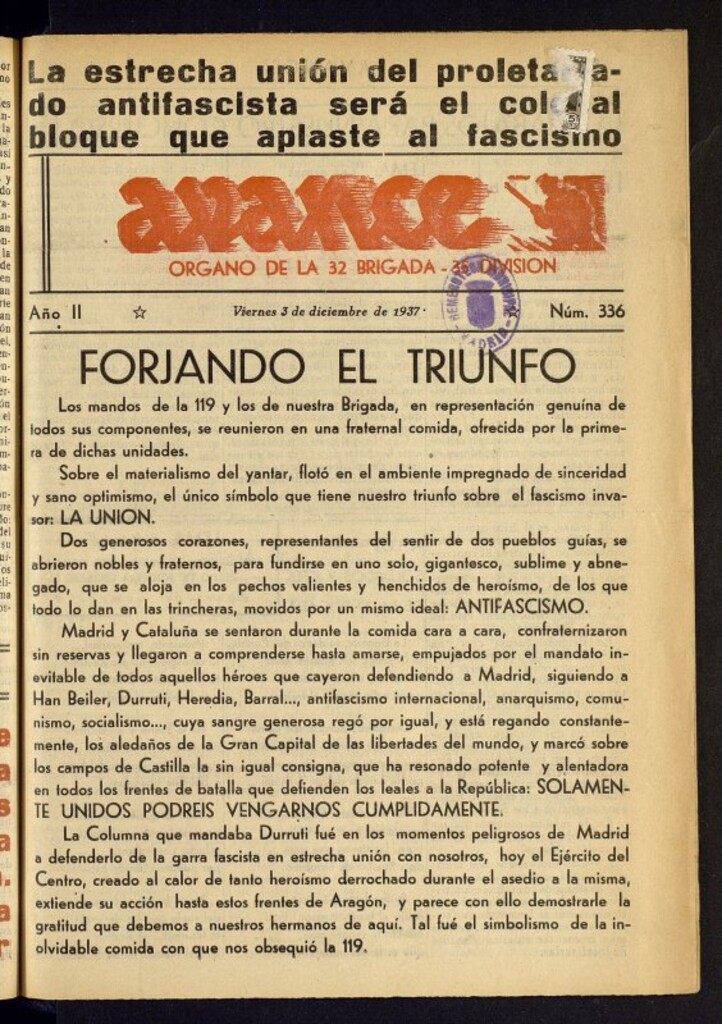 La estrecha unión del proleta a-
do antifascista será el col al
bloque que aplaste al fascismo
avance
ORGANO DE LA 32 BRIGADA - 35 DIVISION
Año II ☆ Viernes 3 de diciembre de 1937 · ☆ Núm. 336
HEMEROTECA MUNICIPAL
MADRID
FORJANDO EL TRIUNFO
Los mandos de la 119 y los de nuestra Brigada, en representación genuína de
todos sus componentes, se reunieron en una fraternal comida, ofrecida por la prime-
ra de dichas unidades.
Sobre el materialismo del yantar, flotó en el ambiente impregnado de sinceridad
y sano optimismo, el único símbolo que tiene nuestro triunfo sobre el fascismo inva-
sor: LA UNION.
Dos generosos corazones, representantes del sentir de dos pueblos guías, se
abrieron nobles y fraternos, para fundirse en uno solo, gigantesco, sublime y abne-
gado, que se aloja en los pechos valientes y henchidos de heroísmo, de los que
todo lo dan en las trincheras, movidos por un mismo ideal: ANTIFASCISMO.
Madrid y Cataluña se sentaron durante la comida cara a cara, confraternizaron
sin reservas y llegaron a comprenderse hasta amarse, empujados por el mandato in-
evitable de todos aquellos héroes que cayeron defendiendo a Madrid, siguiendo a
Han Beiler, Durruti, Heredia, Barral..., antifascismo internacional, anarquismo, comu-
nismo, socialismo..., cuya sangre generosa regó por igual, y está regando constante-
mente, los aledaños de la Gran Capital de las libertades del mundo, y marcó sobre
los campos de Castilla la sin igual consigna, que ha resonado potente y alentadora
en todos los frentes de batalla que defienden los leales a la República: SOLAMEN-
TE UNIDOS PODREIS VENGARNOS CUMPLIDAMENTE.
La Columna que mandaba Durruti fué en los momentos peligrosos de Madrid
a defenderlo de la garra fascista en estrecha unión con nosotros, hoy el Ejército del
Centro, creado al calor de tanto heroísmo derrochado durante el asedio a la misma,
extiende su acción hasta estos frentes de Aragón, y parece con ello demostrarle la
gratitud que debemos a nuestros hermanos de aquí. Tal fué el simbolismo de la in-
olvidable comida con que nos obsequió la 119.